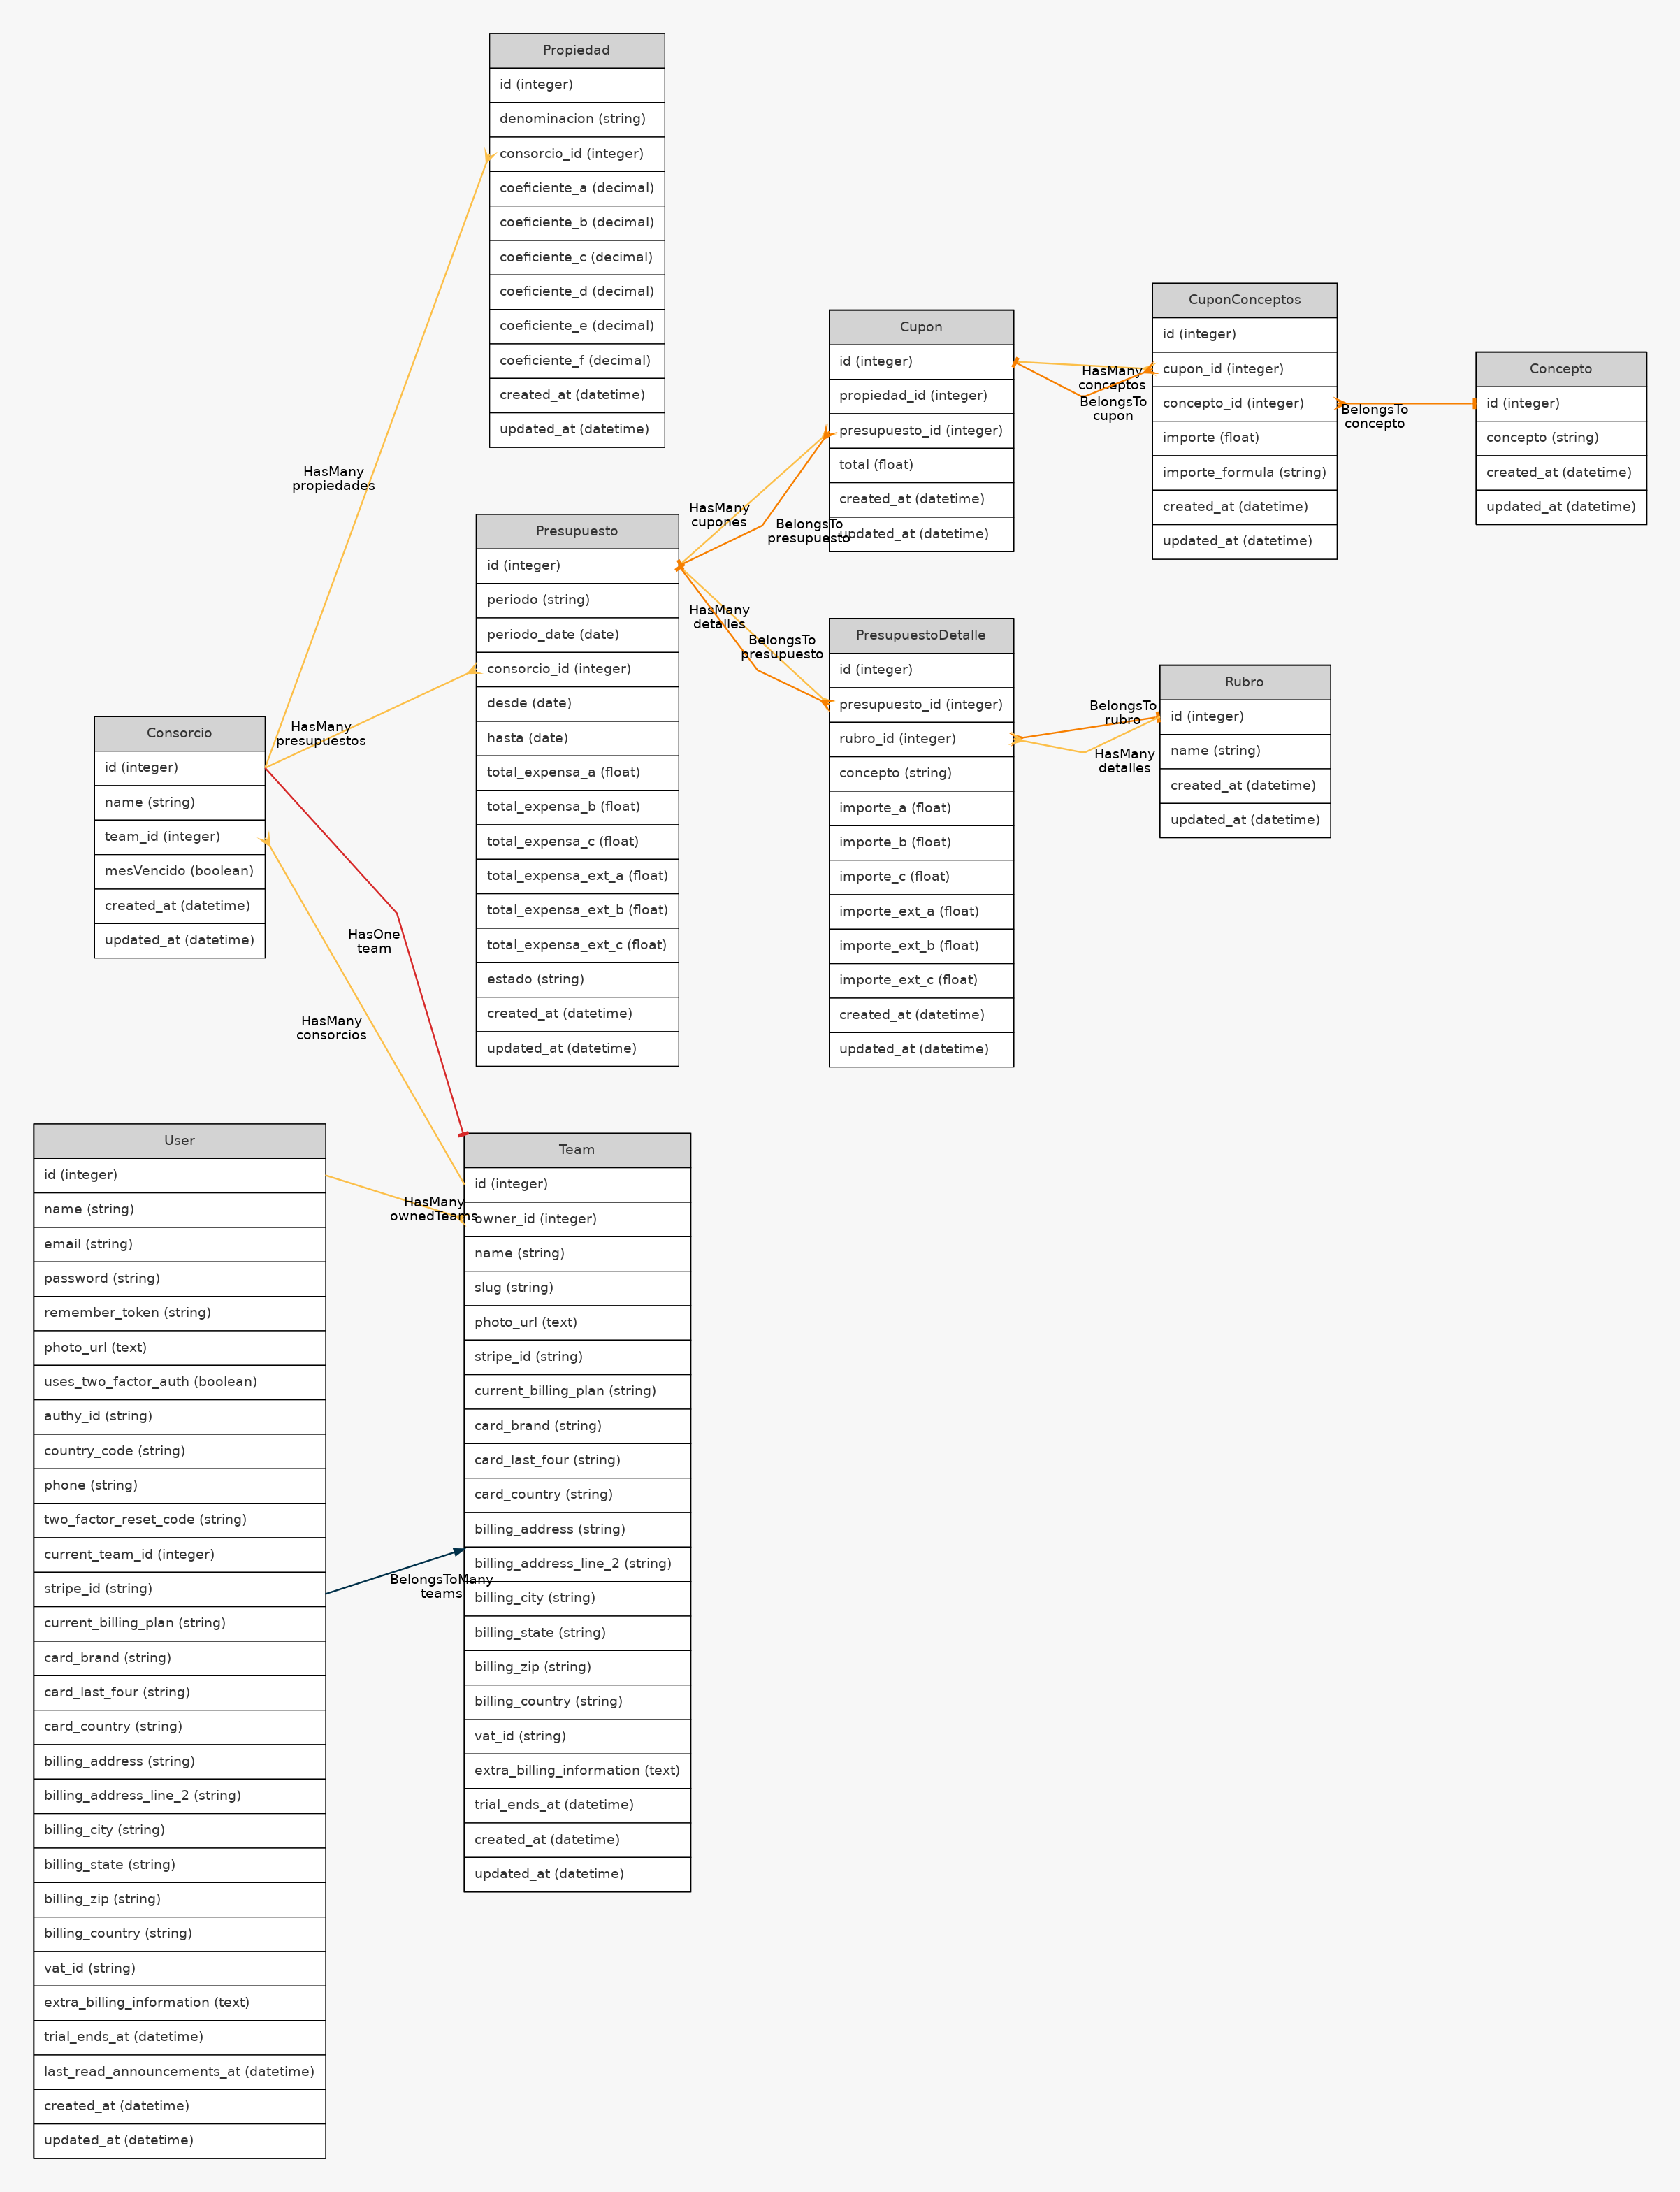 Propiedad
id (integer)
denominacion (string)
consorcio_id (integer)
coeficiente_a (decimal)
coeficiente_b (decimal)
coeficiente_c (decimal)
coeficiente_d (decimal)
coeficiente_e (decimal)
coeficiente_f (decimal)
created_at (datetime)
updated_at (datetime)
HasMany
propiedades
Cupon
id (integer)
propiedad_id (integer)
presupuesto_id (integer)
total (float)
created_at (datetime)
updated_at (datetime)
HasMany
conceptos
BelongsTo
cupon
CuponConceptos
id (integer)
cupon_id (integer)
concepto_id (integer)
importe (float)
importe_formula (string)
created_at (datetime)
updated_at (datetime)
BelongsTo
concepto
Concepto
id (integer)
concepto (string)
created_at (datetime)
updated_at (datetime)
Presupuesto
id (integer)
periodo (string)
periodo_date (date)
consorcio_id (integer)
desde (date)
hasta (date)
total_expensa_a (float)
total_expensa_b (float)
total_expensa_c (float)
total_expensa_ext_a (float)
total_expensa_ext_b (float)
total_expensa_ext_c (float)
estado (string)
created_at (datetime)
updated_at (datetime)
HasMany
cupones
BelongsTo
presupuesto
HasMany
detalles
BelongsTo
presupuesto
PresupuestoDetalle
id (integer)
presupuesto_id (integer)
rubro_id (integer)
concepto (string)
importe_a (float)
importe_b (float)
importe_c (float)
importe_ext_a (float)
importe_ext_b (float)
importe_ext_c (float)
created_at (datetime)
updated_at (datetime)
BelongsTo
rubro
HasMany
detalles
Rubro
id (integer)
name (string)
created_at (datetime)
updated_at (datetime)
Consorcio
id (integer)
name (string)
team_id (integer)
mesVencido (boolean)
created_at (datetime)
updated_at (datetime)
HasMany
presupuestos
HasOne
team
HasMany
consorcios
User
id (integer)
name (string)
email (string)
password (string)
remember_token (string)
photo_url (text)
uses_two_factor_auth (boolean)
authy_id (string)
country_code (string)
phone (string)
two_factor_reset_code (string)
current_team_id (integer)
stripe_id (string)
current_billing_plan (string)
card_brand (string)
card_last_four (string)
card_country (string)
billing_address (string)
billing_address_line_2 (string)
billing_city (string)
billing_state (string)
billing_zip (string)
billing_country (string)
vat_id (string)
extra_billing_information (text)
trial_ends_at (datetime)
last_read_announcements_at (datetime)
created_at (datetime)
updated_at (datetime)
HasMany
ownedTeams
BelongsToMany
teams
Team
id (integer)
owner_id (integer)
name (string)
slug (string)
photo_url (text)
stripe_id (string)
current_billing_plan (string)
card_brand (string)
card_last_four (string)
card_country (string)
billing_address (string)
billing_address_line_2 (string)
billing_city (string)
billing_state (string)
billing_zip (string)
billing_country (string)
vat_id (string)
extra_billing_information (text)
trial_ends_at (datetime)
created_at (datetime)
updated_at (datetime)